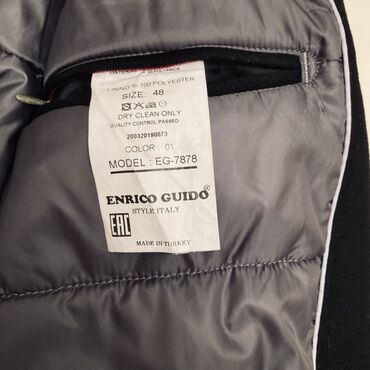 LINING % 100 POLYESTER
SIZE: 48
DRY CLEAN ONLY
QUALITY CONTROL PASSED
200320190073
COLOR : 01
MODEL : EG-7878
ENRICO GUIDO®
STYLE ITALY
EAC
MADE IN TURKEY